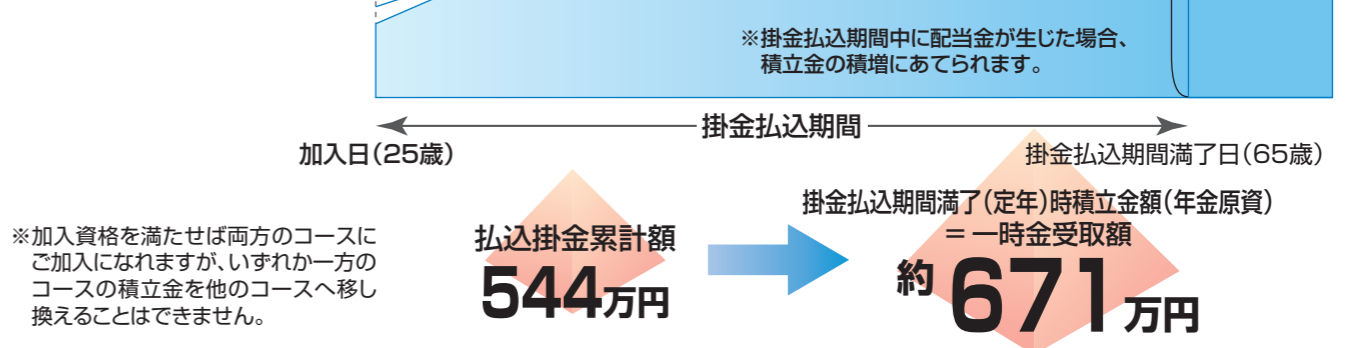 ※掛金払込期間中に配当金が生じた場合、
積立金の積増にあてられます。
掛金払込期間
加入日(25歳)
掛金払込期間満了日(65歳)
※加入資格を満たせば両方のコースに
ご加入になれますが、いずれか一方の
コースの積立金を他のコースへ移し
換えることはできません。
払込掛金累計額
544万円
掛金払込期間満了(定年)時積立金額(年金原資)
=一時金受取額
約671万円